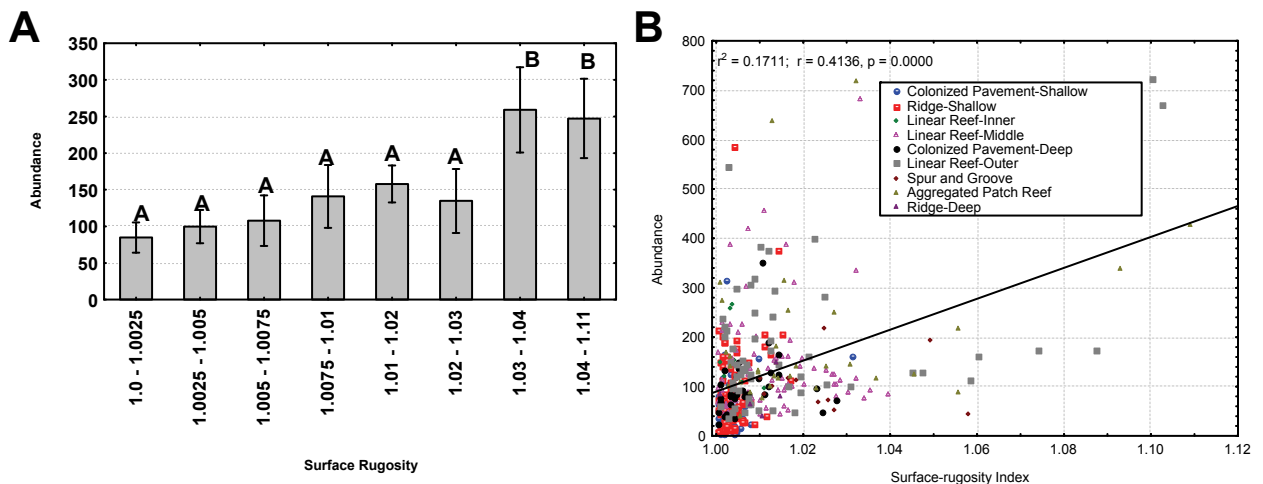 A
Abundance
350
300
250
200
150
100
50
0
A A A A A A B B
1.0 - 1.0025
1.0025 - 1.005
1.005 - 1.0075
1.0075 - 1.01
1.01 - 1.02
1.02 - 1.03
1.03 - 1.04
1.04 - 1.11
Surface Rugosity
B
Abundance
800
700
600
500
400
300
200
100
0
r² = 0.1711; r = 0.4136, p = 0.0000
Colonized Pavement-Shallow
Ridge-Shallow
Linear Reef-Inner
Linear Reef-Middle
Colonized Pavement-Deep
Linear Reef-Outer
Spur and Groove
Aggregated Patch Reef
Ridge-Deep
1.00 1.02 1.04 1.06 1.08 1.10 1.12
Surface-rugosity Index